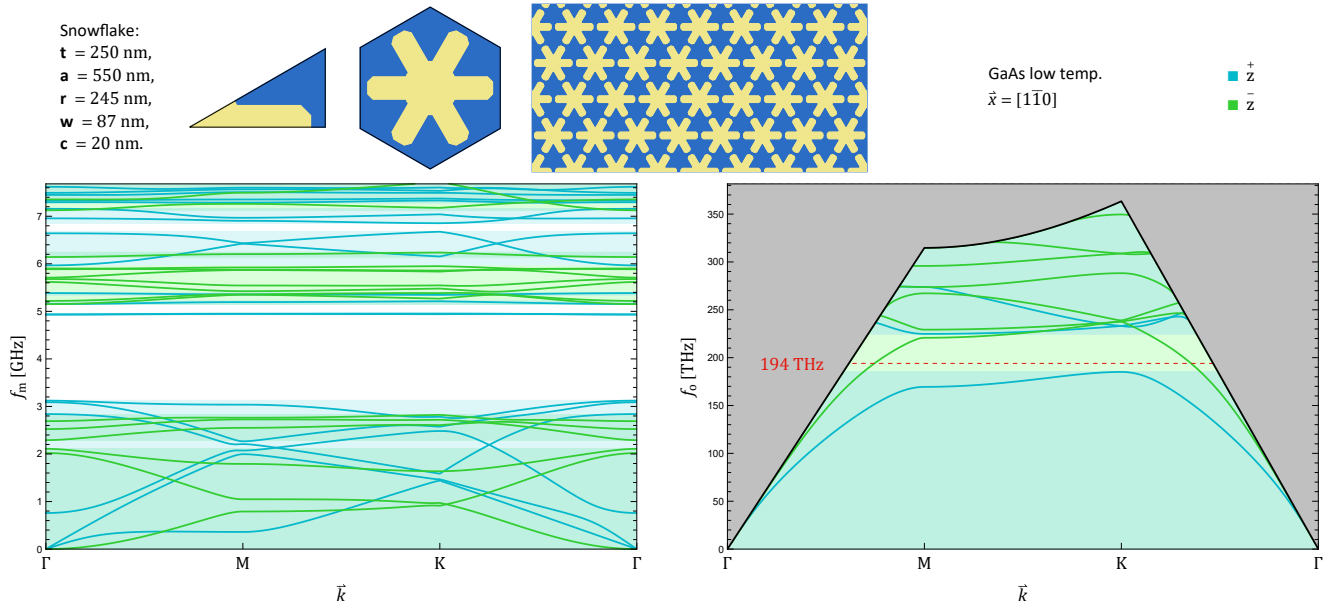 Snowflake:
t = 250 nm,
a = 550 nm,
r = 245 nm,
w = 87 nm,
c = 20 nm.
GaAs low temp.
x⃗ = [11̅0]
z⁺
z⁻
7
6
5
4
3
2
1
0
f_m [GHz]
Γ
M
K
Γ
k⃗
350
300
250
200
150
100
50
0
f_o [THz]
194 THz
Γ
M
K
Γ
k⃗